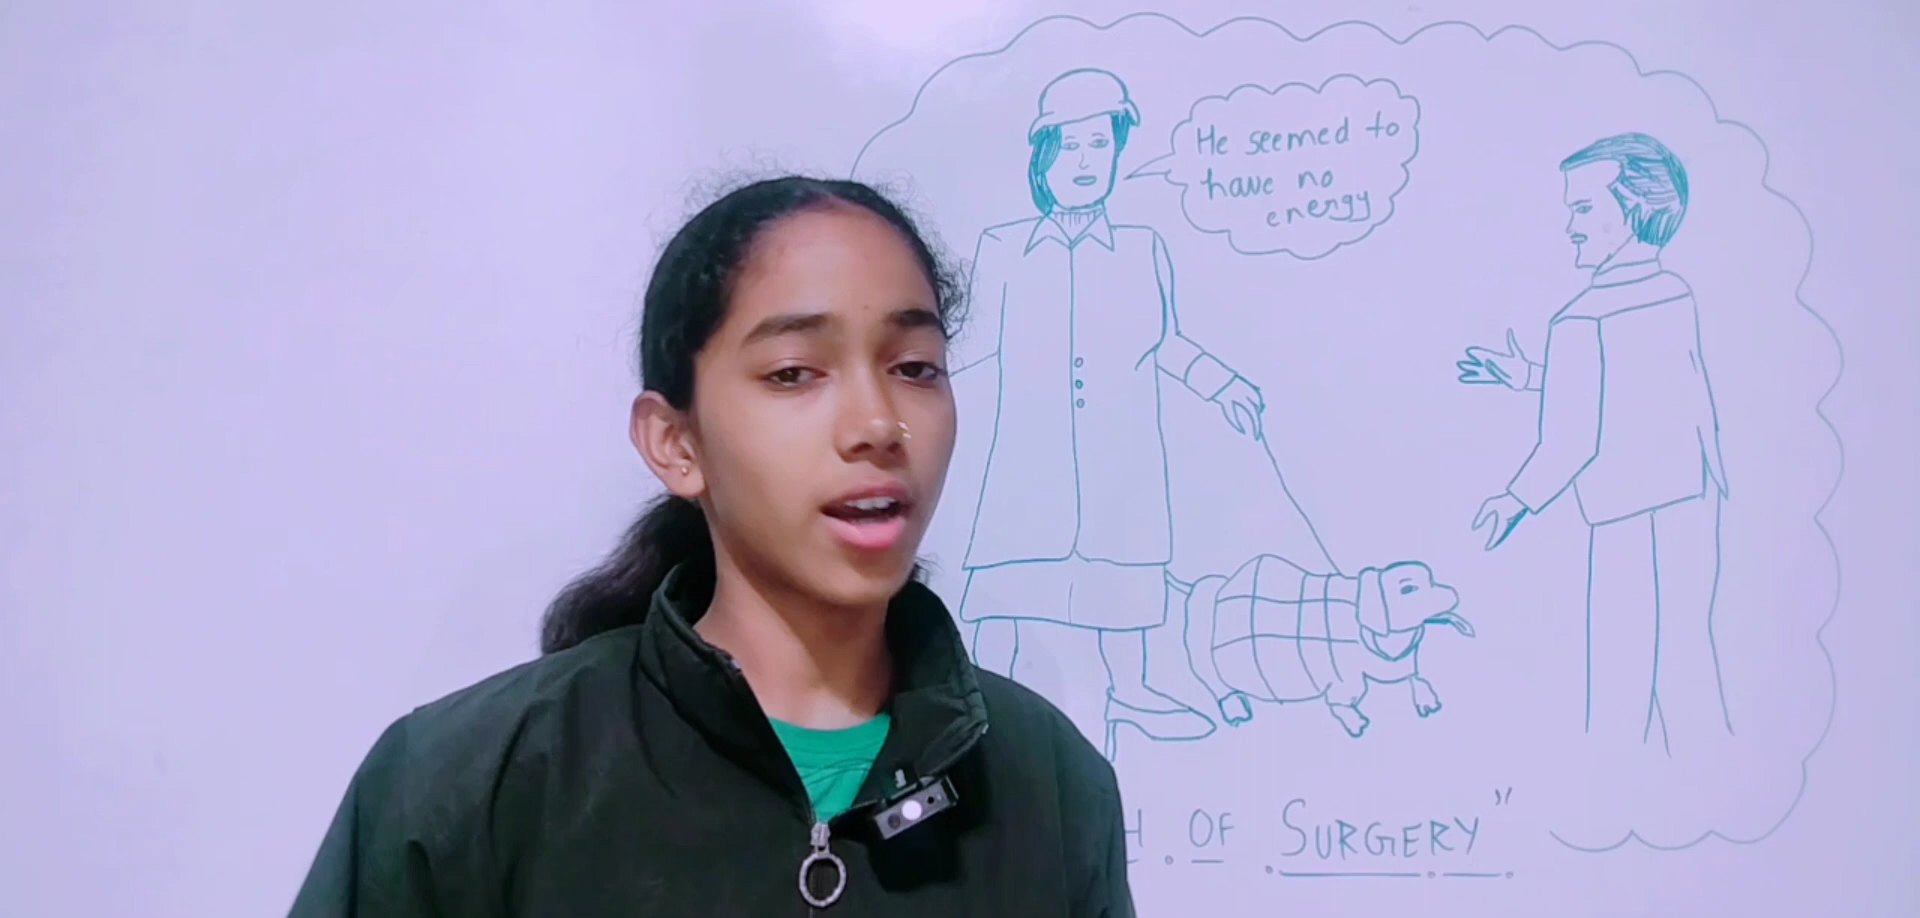 He seemed to
have no
energy
H OF SURGERY"